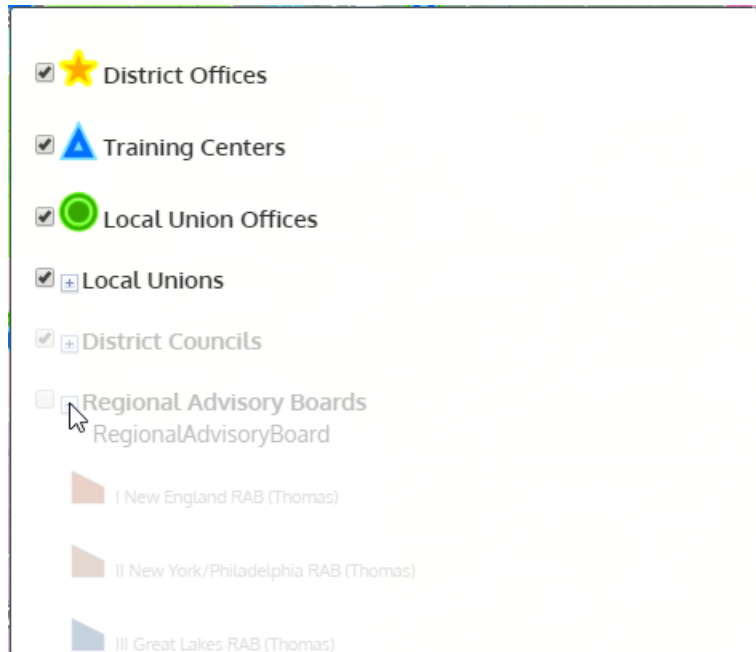 District Offices
Training Centers
Local Union Offices
Local Unions
District Councils
Regional Advisory Boards
RegionalAdvisoryBoard
I New England RAB (Thomas)
II New York/Philadelphia RAB (Thomas)
III Great Lakes RAB (Thomas)